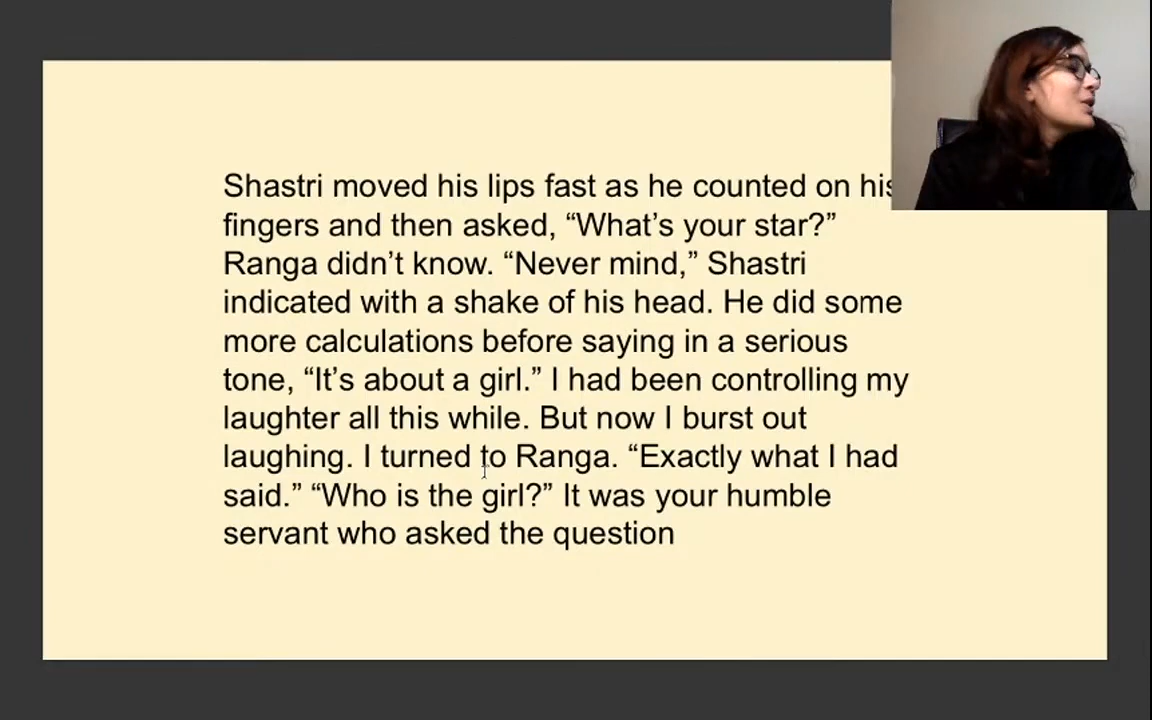 Shastri moved his lips fast as he counted on his
fingers and then asked, “What’s your star?”
Ranga didn’t know. “Never mind,” Shastri
indicated with a shake of his head. He did some
more calculations before saying in a serious
tone, “It’s about a girl.” I had been controlling my
laughter all this while. But now I burst out
laughing. I turned to Ranga. “Exactly what I had
said.” “Who is the girl?” It was your humble
servant who asked the question